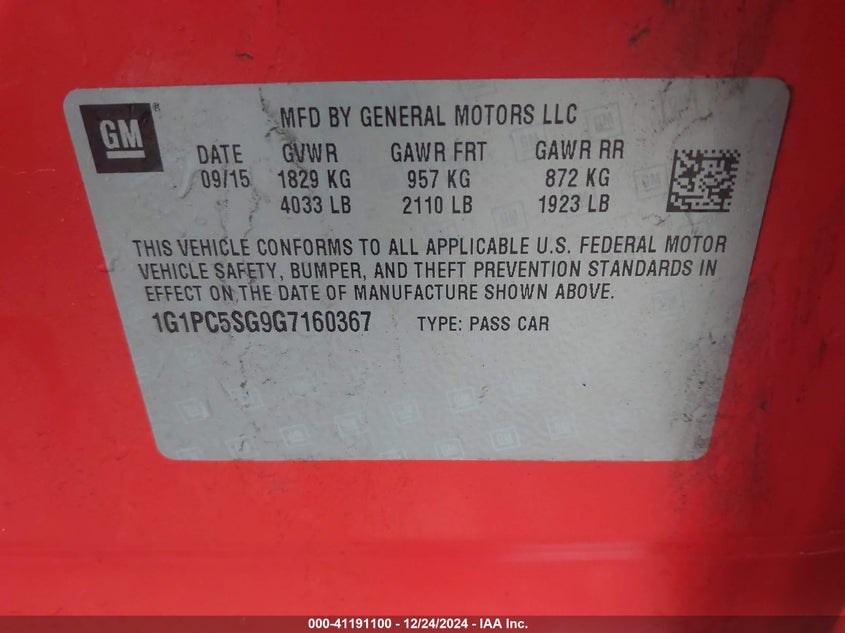 GM®
MFD BY GENERAL MOTORS LLC
DATE GVWR GAWR FRT GAWR RR
09/15 1829 KG 957 KG 872 KG
4033 LB 2110 LB 1923 LB
THIS VEHICLE CONFORMS TO ALL APPLICABLE U.S. FEDERAL MOTOR
VEHICLE SAFETY, BUMPER, AND THEFT PREVENTION STANDARDS IN
EFFECT ON THE DATE OF MANUFACTURE SHOWN ABOVE.
1G1PC5SG9G7160367 TYPE: PASS CAR
000-41191100 - 12/24/2024 - IAA Inc.